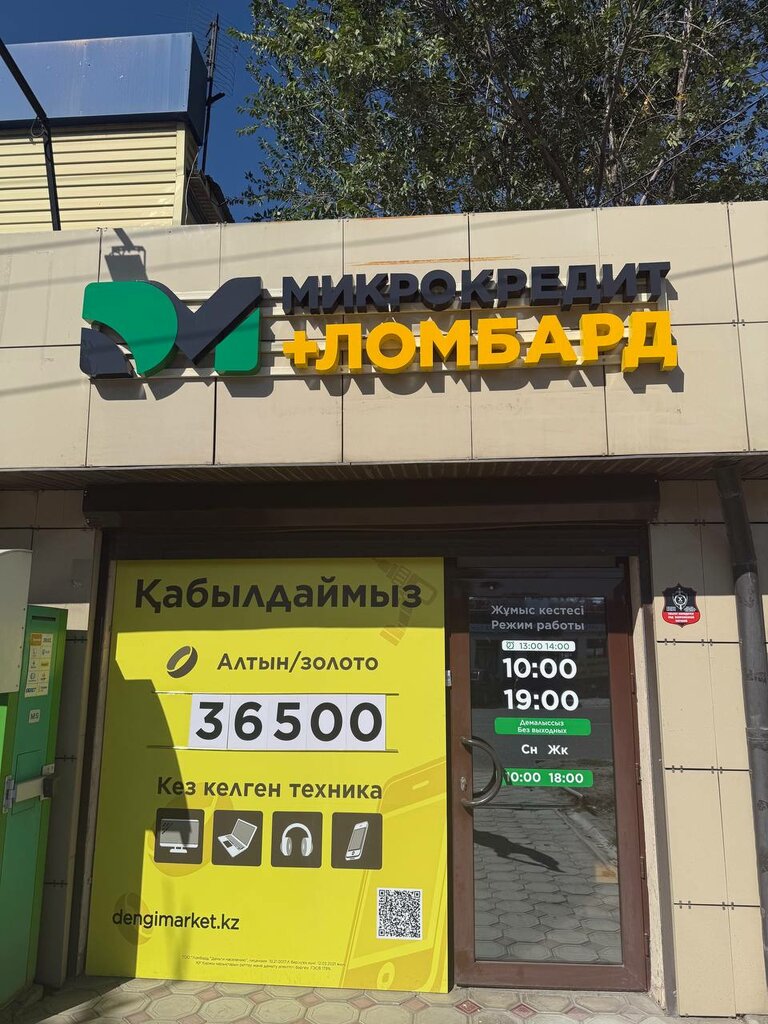 МИКРОКРЕДИТ
+ЛОМБАРД
Қабылдаймыз
Алтын/золото
36500
Кез келген техника
dengimarket.kz
Жұмыс кестесі
Режим работы
13:00 14:00
10:00
19:00
Демалыссыз
Без выходных
Сн Жк
10:00 18:00